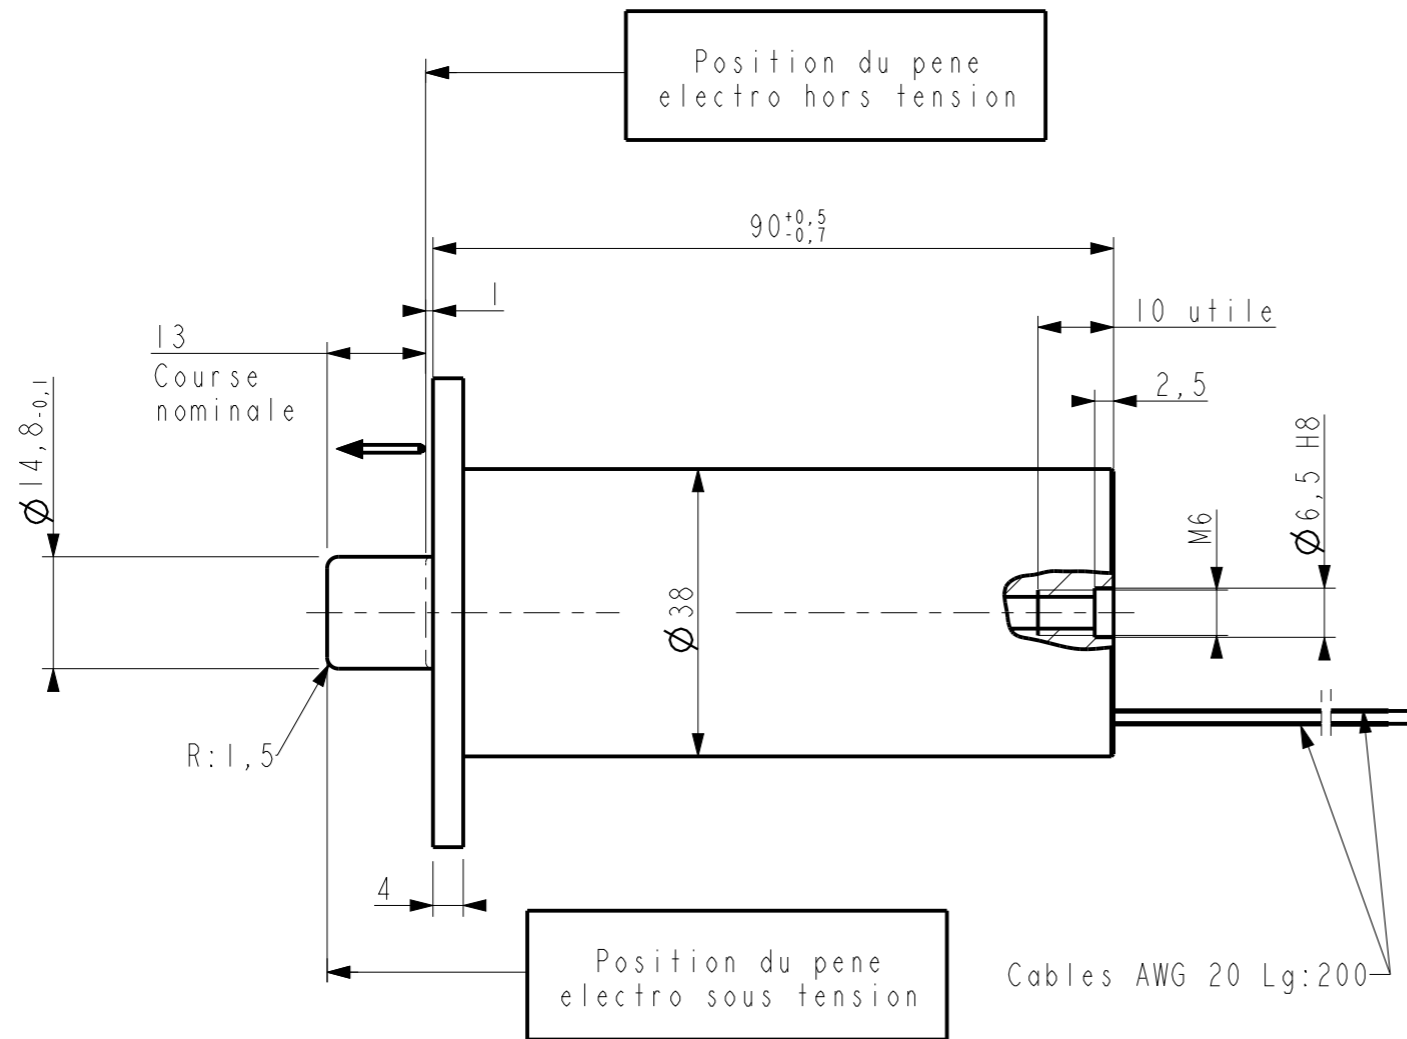 Position du pene
electro hors tension
90 +0,5
-0,7
1
10 utile
13
Course
nominale
2,5
Ø14,8-0,1
Ø6,5 H8
M6
Ø38
R:1,5
4
Position du pene
electro sous tension
Cables AWG 20 Lg:200